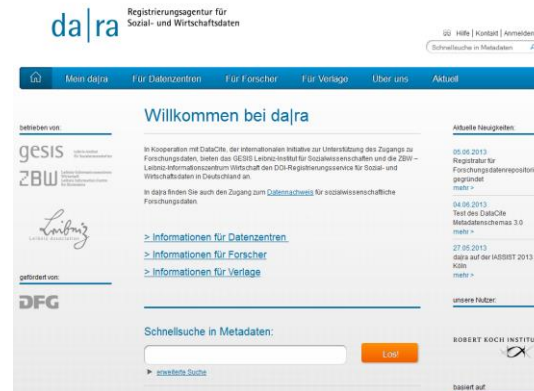 da|ra
Registrierungsagentur für
Sozial- und Wirtschaftsdaten
Hilfe | Kontakt | Anmelden
Schnellsuche in Metadaten
Mein da|ra Für Datenzentren Für Forscher Für Verlage Über uns Aktuell
betrieben von:
gesis
ZBW
Leibniz
Leibniz Association
gefördert von:
DFG
Willkommen bei da|ra
In Kooperation mit DataCite, der internationalen Initiative zur Unterstützung des Zugangs zu
Forschungsdaten, bieten das GESIS Leibniz-Institut für Sozialwissenschaften und die ZBW –
Leibniz-Informationszentrum Wirtschaft den DOI-Registrierungsservice für Sozial- und
Wirtschaftsdaten in Deutschland an.
In da|ra finden Sie auch den Zugang zum Datennachweis für sozialwissenschaftliche
Forschungsdaten.
> Informationen für Datenzentren
> Informationen für Forscher
> Informationen für Verlage
Schnellsuche in Metadaten:
Los!
erweiterte Suche
Aktuelle Neuigkeiten:
05.06.2013
Registratur für
Forschungsdatenrepositori
gegründet
mehr >
04.06.2013
Test des DataCite
Metadatenschemas 3.0
mehr >
27.05.2013
da|ra auf der IASSIST 2013
Köln
mehr >
unsere Nutzer:
ROBERT KOCH INSTITU
basiert auf: